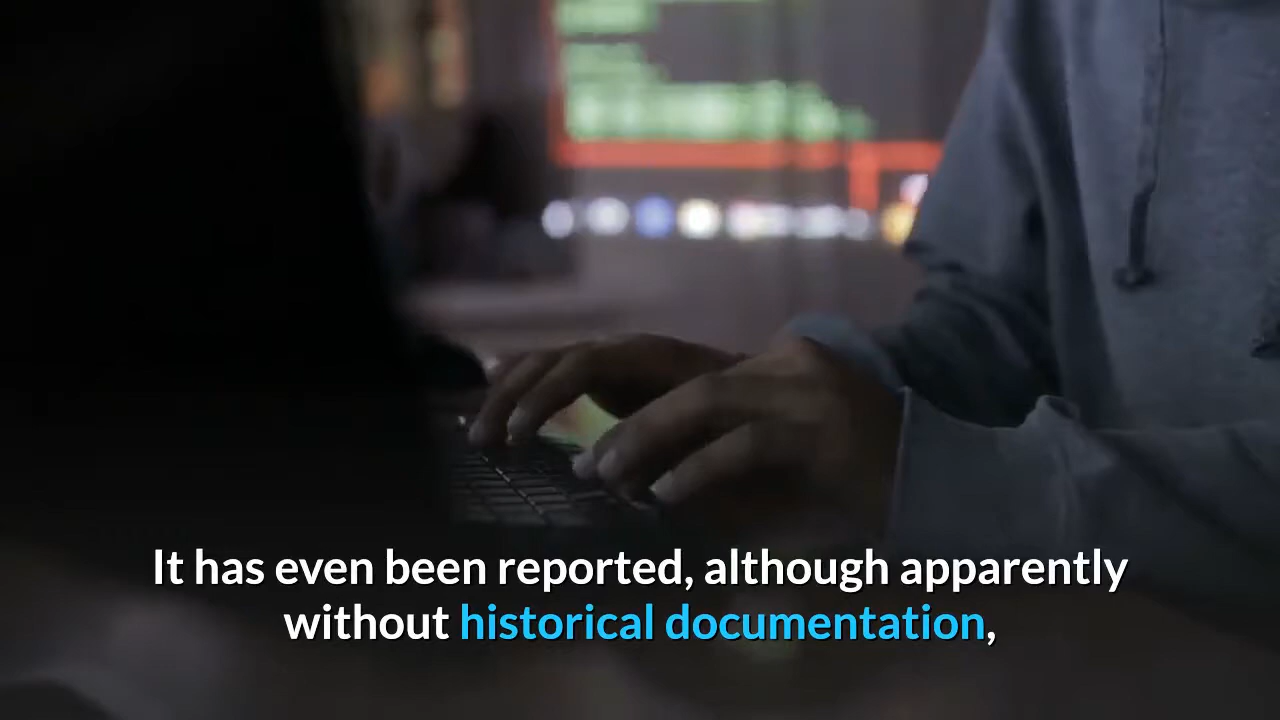 It has even been reported, although apparently
without historical documentation,